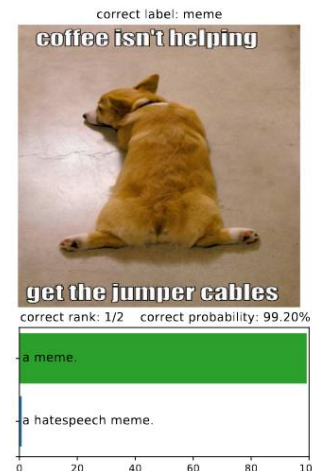 correct label: meme
coffee isn't helping
get the jumper cables
correct rank: 1/2 correct probability: 99.20%
a meme.
a hatespeech meme.
0 20 40 60 80 10